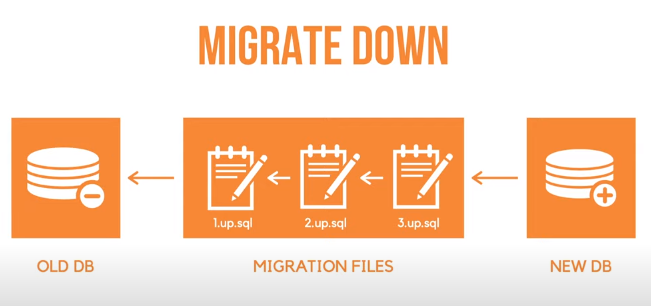 MIGRATE DOWN
1.up.sql
2.up.sql
3.up.sql
OLD DB
MIGRATION FILES
NEW DB